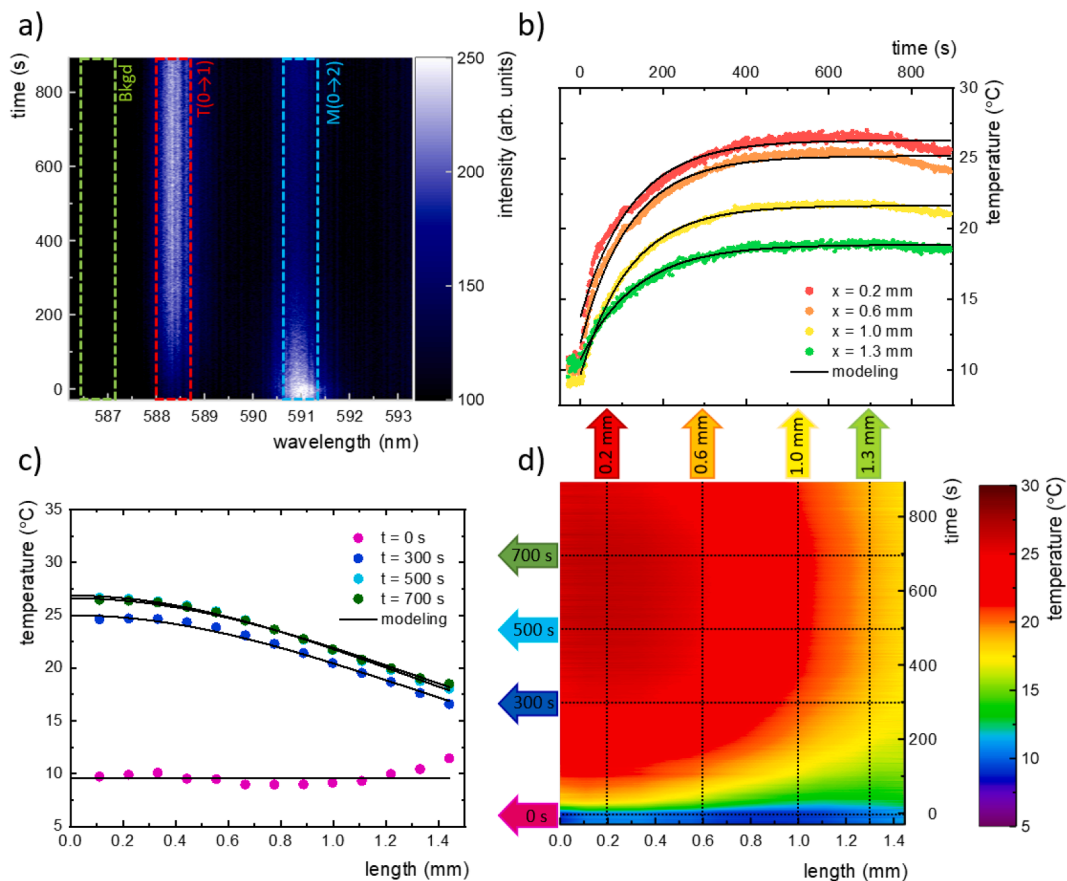 a)
time (s)
800
600
400
200
0
Bkgd
T(0→1)
M(0→2)
587
588
589
590
591
592
593
wavelength (nm)
250
200
150
100
intensity (arb. units)
b)
time (s)
0
200
400
600
800
30
25
20
15
10
temperature (°C)
x = 0.2 mm
x = 0.6 mm
x = 1.0 mm
x = 1.3 mm
modeling
c)
temperature (°C)
35
30
25
20
15
10
5
t = 0 s
t = 300 s
t = 500 s
t = 700 s
modeling
0.0
0.2
0.4
0.6
0.8
1.0
1.2
1.4
length (mm)
d)
0.2 mm
0.6 mm
1.0 mm
1.3 mm
700 s
500 s
300 s
0 s
time (s)
800
600
400
200
0
0.0
0.2
0.4
0.6
0.8
1.0
1.2
1.4
length (mm)
30
25
20
15
10
5
temperature (°C)